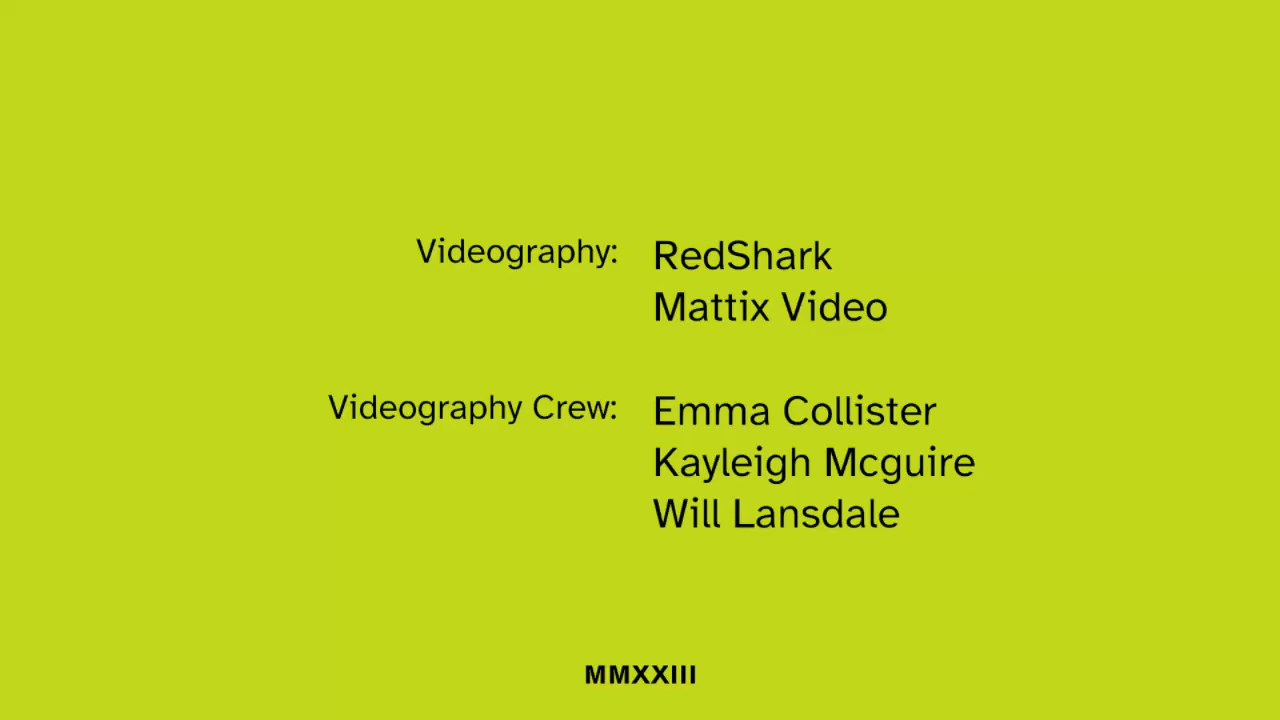 Videography: RedShark
Mattix Video
Videography Crew: Emma Collister
Kayleigh Mcguire
Will Lansdale
MMXXIII